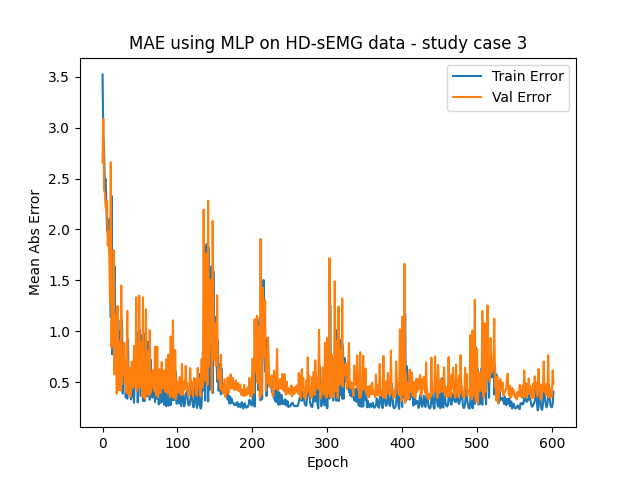 MAE using MLP on HD-sEMG data - study case 3
Train Error
Val Error
Mean Abs Error
3.5
3.0
2.5
2.0
1.5
1.0
0.5
0 100 200 300 400 500 600
Epoch